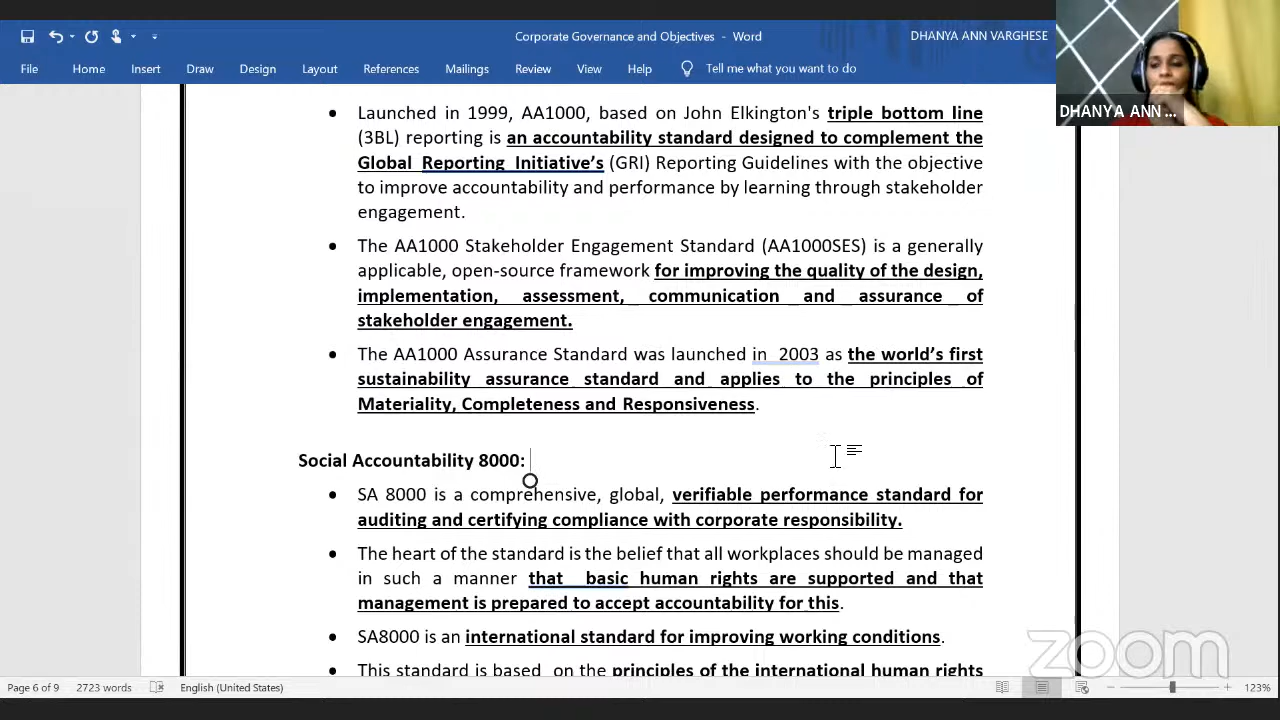 Corporate Governance and Objectives - Word
DHANYA ANN VARGHESE
File Home Insert Draw Design Layout References Mailings Review View Help Tell me what you want to do
DHANYA ANN ...
• Launched in 1999, AA1000, based on John Elkington's triple bottom line
(3BL) reporting is an accountability standard designed to complement the
Global Reporting Initiative’s (GRI) Reporting Guidelines with the objective
to improve accountability and performance by learning through stakeholder
engagement.
• The AA1000 Stakeholder Engagement Standard (AA1000SES) is a generally
applicable, open-source framework for improving the quality of the design,
implementation, assessment, communication and assurance of
stakeholder engagement.
• The AA1000 Assurance Standard was launched in 2003 as the world’s first
sustainability assurance standard and applies to the principles of
Materiality, Completeness and Responsiveness.
Social Accountability 8000:
• SA 8000 is a comprehensive, global, verifiable performance standard for
auditing and certifying compliance with corporate responsibility.
• The heart of the standard is the belief that all workplaces should be managed
in such a manner that basic human rights are supported and that
management is prepared to accept accountability for this.
• SA8000 is an international standard for improving working conditions.
• This standard is based on the principles of the international human rights
zoom
Page 6 of 9 2723 words English (United States) 123%